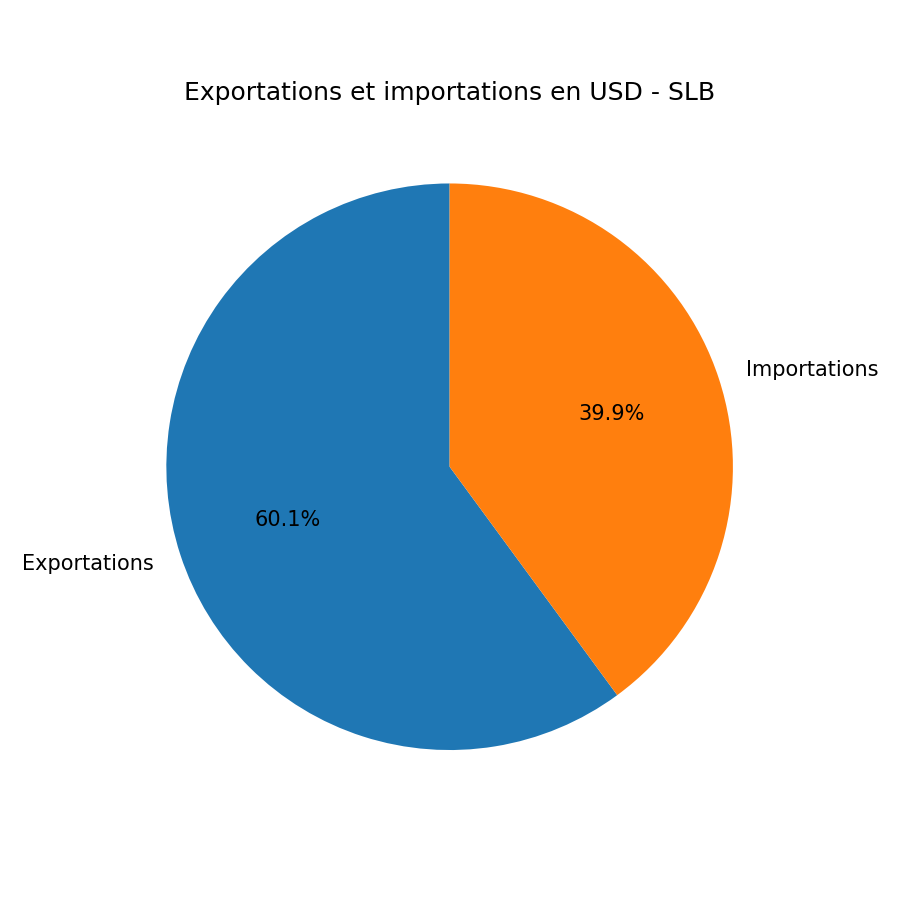 Exportations et importations en USD - SLB
Importations
39.9%
60.1%
Exportations